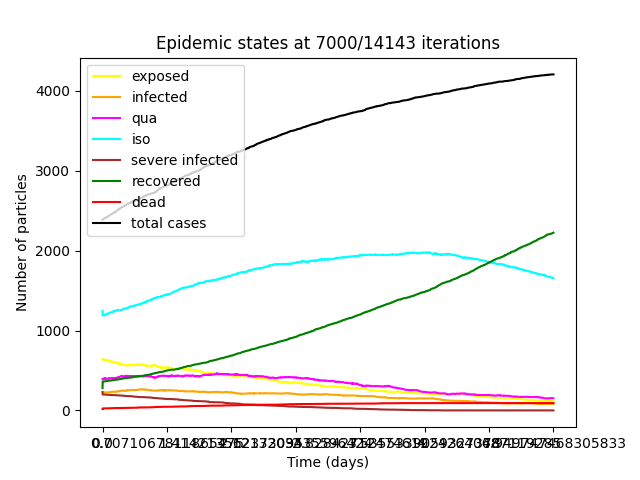 Epidemic states at 7000/14143 iterations
exposed
infected
qua
iso
severe infected
recovered
dead
total cases
Number of particles
4000
3000
2000
1000
0
Time (days)